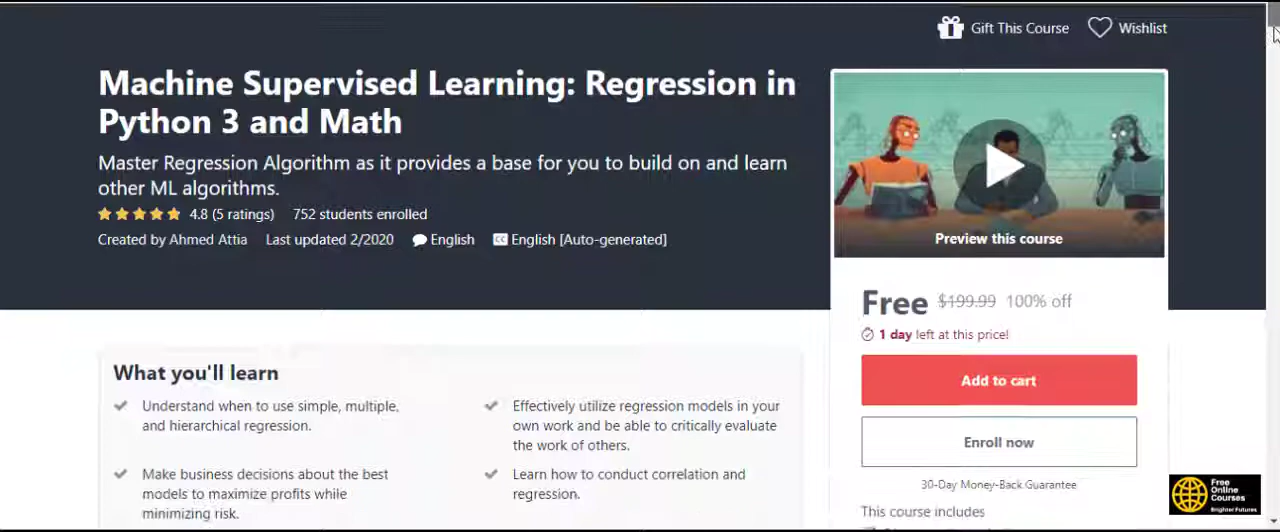 Gift This Course
Wishlist
Machine Supervised Learning: Regression in
Python 3 and Math
Master Regression Algorithm as it provides a base for you to build on and learn
other ML algorithms.
4.8 (5 ratings) 752 students enrolled
Created by Ahmed Attia Last updated 2/2020 English CC English [Auto-generated]
Preview this course
Free $199.99 100% off
1 day left at this price!
Add to cart
Enroll now
30-Day Money-Back Guarantee
This course includes
What you'll learn
Understand when to use simple, multiple,
and hierarchical regression.
Effectively utilize regression models in your
own work and be able to critically evaluate
the work of others.
Make business decisions about the best
models to maximize profits while
minimizing risk.
Learn how to conduct correlation and
regression.
Free
Online
Courses
Brighter Futures